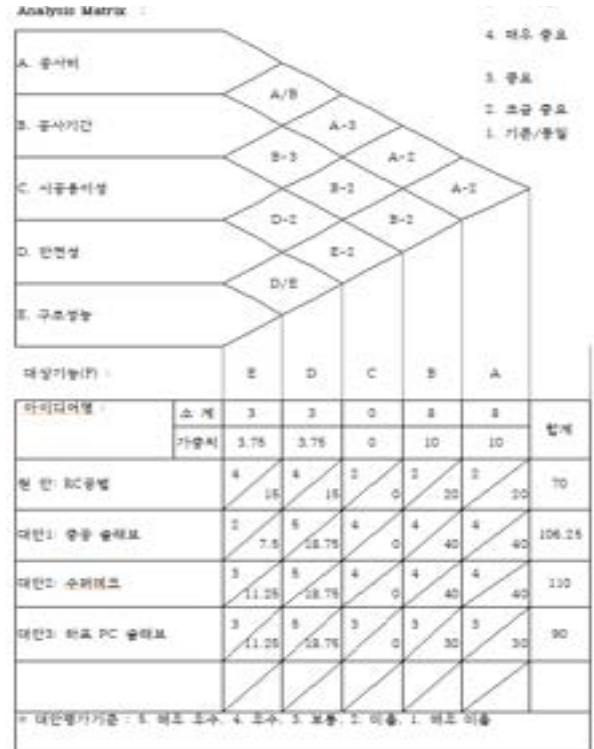 Analysis Matrix :
4. 매우 중요
3. 중요
2. 조금 중요
1. 기준/동일
A. 공사비
B. 공사기간
C. 시공용이성
D. 안전성
E. 구조성능
A/B
A-3
A-2
A-2
B-3
B-2
B-2
D-2
E-2
D/E
대상기능(F) :
E D C B A
아이디어명 :
소 계 3 3 0 8 8 합계
가중치 3.75 3.75 0 10 10
원 안: RC공법 4 15 4 15 2 0 2 20 2 20 70
대안1: 중공 슬래브 2 7.5 5 18.75 4 0 4 40 4 40 106.25
대안2: 슈퍼데크 3 11.25 5 18.75 4 0 4 40 4 40 110
대안3: 하프 PC 슬래브 3 11.25 5 18.75 3 0 3 30 3 30 90
* 대안평가기준 : 5. 매우 우수, 4. 우수, 3. 보통, 2. 미흡, 1. 매우 미흡